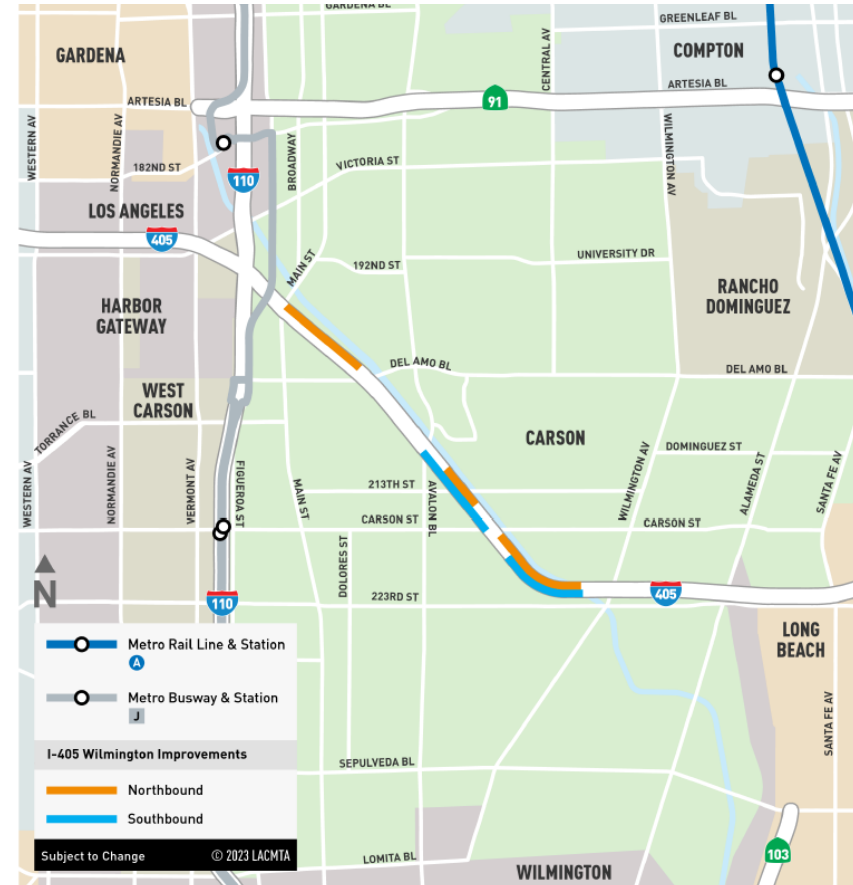 GARDENA BL
GREENLEAF BL
GARDENA
COMPTON
CENTRAL AV
ARTESIA BL
ARTESIA BL
91
WESTERN AV
NORMANDIE AV
BROADWAY
WILMINGTON AV
182ND ST
VICTORIA ST
110
LOS ANGELES
405
MAIN ST
192ND ST
UNIVERSITY DR
HARBOR
GATEWAY
RANCHO
DOMINGUEZ
DEL AMO BL
DEL AMO BL
WEST
CARSON
TORRANCE BL
CARSON
DOMINGUEZ ST
WESTERN AV
NORMANDIE AV
VERMONT AV
FIGUEROA ST
MAIN ST
213TH ST
AVALON BL
WILMINGTON AV
ALAMEDA ST
SANTA FE AV
CARSON ST
CARSON ST
DOLORES ST
N
110
223RD ST
405
LONG
BEACH
SANTA FE AV
Metro Rail Line & Station
A
Metro Busway & Station
J
I-405 Wilmington Improvements
Northbound
Southbound
SEPULVEDA BL
Subject to Change
© 2023 LACMTA
LOMITA BL
WILMINGTON
103